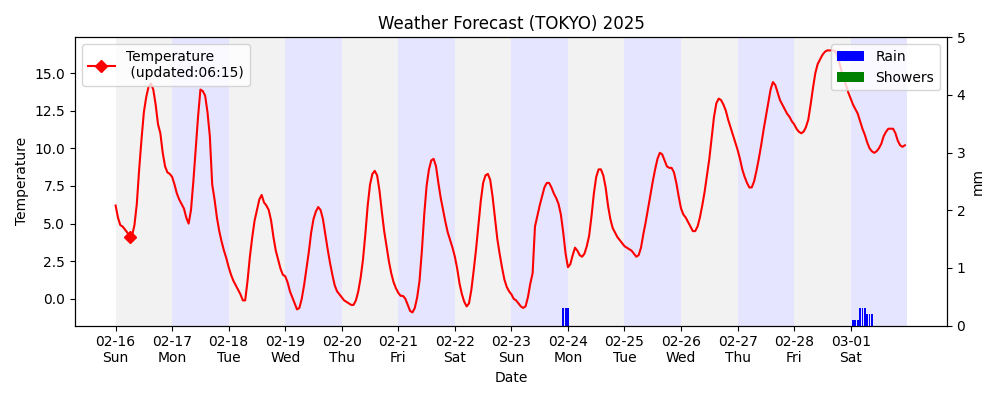 Weather Forecast (TOKYO) 2025
Temperature
(updated:06:15)
Rain
Showers
Temperature
15.0
12.5
10.0
7.5
5.0
2.5
0.0
5
4
3
2
1
0
mm
02-16 02-17 02-18 02-19 02-20 02-21 02-22 02-23 02-24 02-25 02-26 02-27 02-28 03-01
Sun Mon Tue Wed Thu Fri Sat Sun Mon Tue Wed Thu Fri Sat
Date